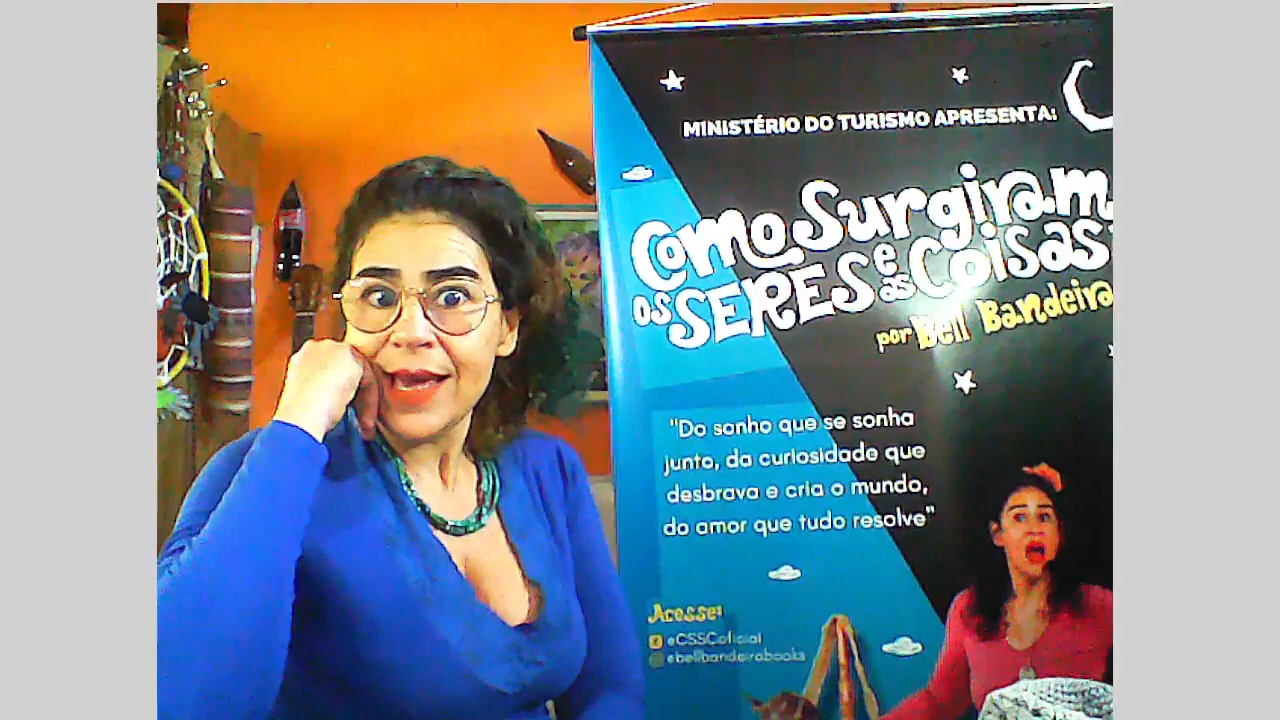 MINISTÉRIO DO TURISMO APRESENTA:
Como Surgiram
os SERES e as Coisas
por Bell Bandeira
"Do sonho que se sonha
junto, da curiosidade que
desbrava e cria o mundo,
do amor que tudo resolve"
Acesse:
@CSSCoficial
@bellbandeirabooks